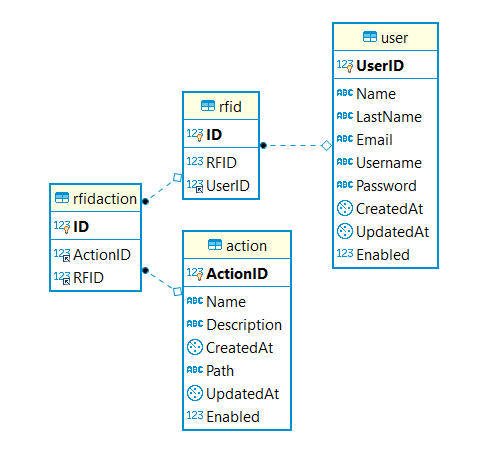 user
123 UserID
ABC Name
ABC LastName
ABC Email
ABC Username
ABC Password
CreatedAt
UpdatedAt
123 Enabled
rfid
123 ID
123 RFID
123 UserID
rfidaction
123 ID
123 ActionID
123 RFID
action
123 ActionID
ABC Name
ABC Description
CreatedAt
ABC Path
UpdatedAt
123 Enabled